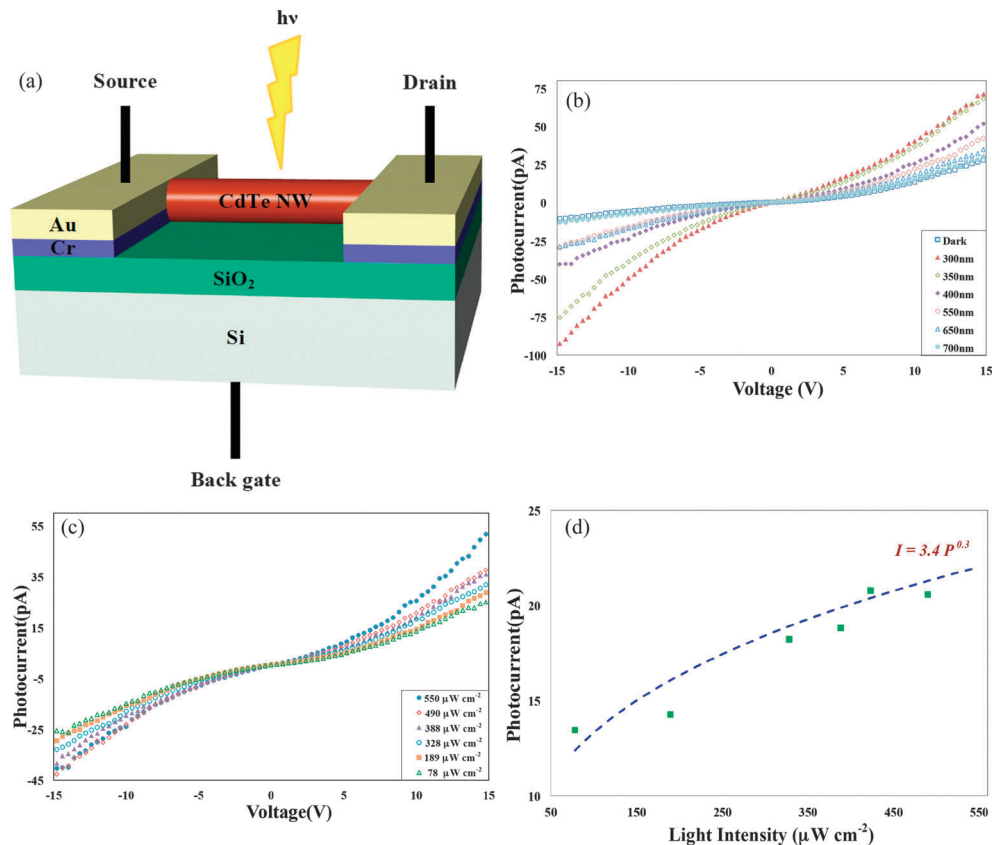 (a)
hν
Source
Drain
CdTe NW
Au
Cr
SiO₂
Si
Back gate
(b)
Photocurrent(pA)
75
50
25
0
-25
-50
-75
-100
-15
-10
-5
0
5
10
15
Voltage (V)
Dark
300nm
350nm
400nm
550nm
650nm
700nm
(c)
Photocurrent(pA)
55
35
15
-5
-25
-45
-15
-10
-5
0
5
10
15
Voltage(V)
550 μW cm⁻²
490 μW cm⁻²
388 μW cm⁻²
328 μW cm⁻²
189 μW cm⁻²
78 μW cm⁻²
(d)
I = 3.4 P⁰·³
Photocurrent(pA)
25
20
15
10
50
150
250
350
450
550
Light Intensity (μW cm⁻²)